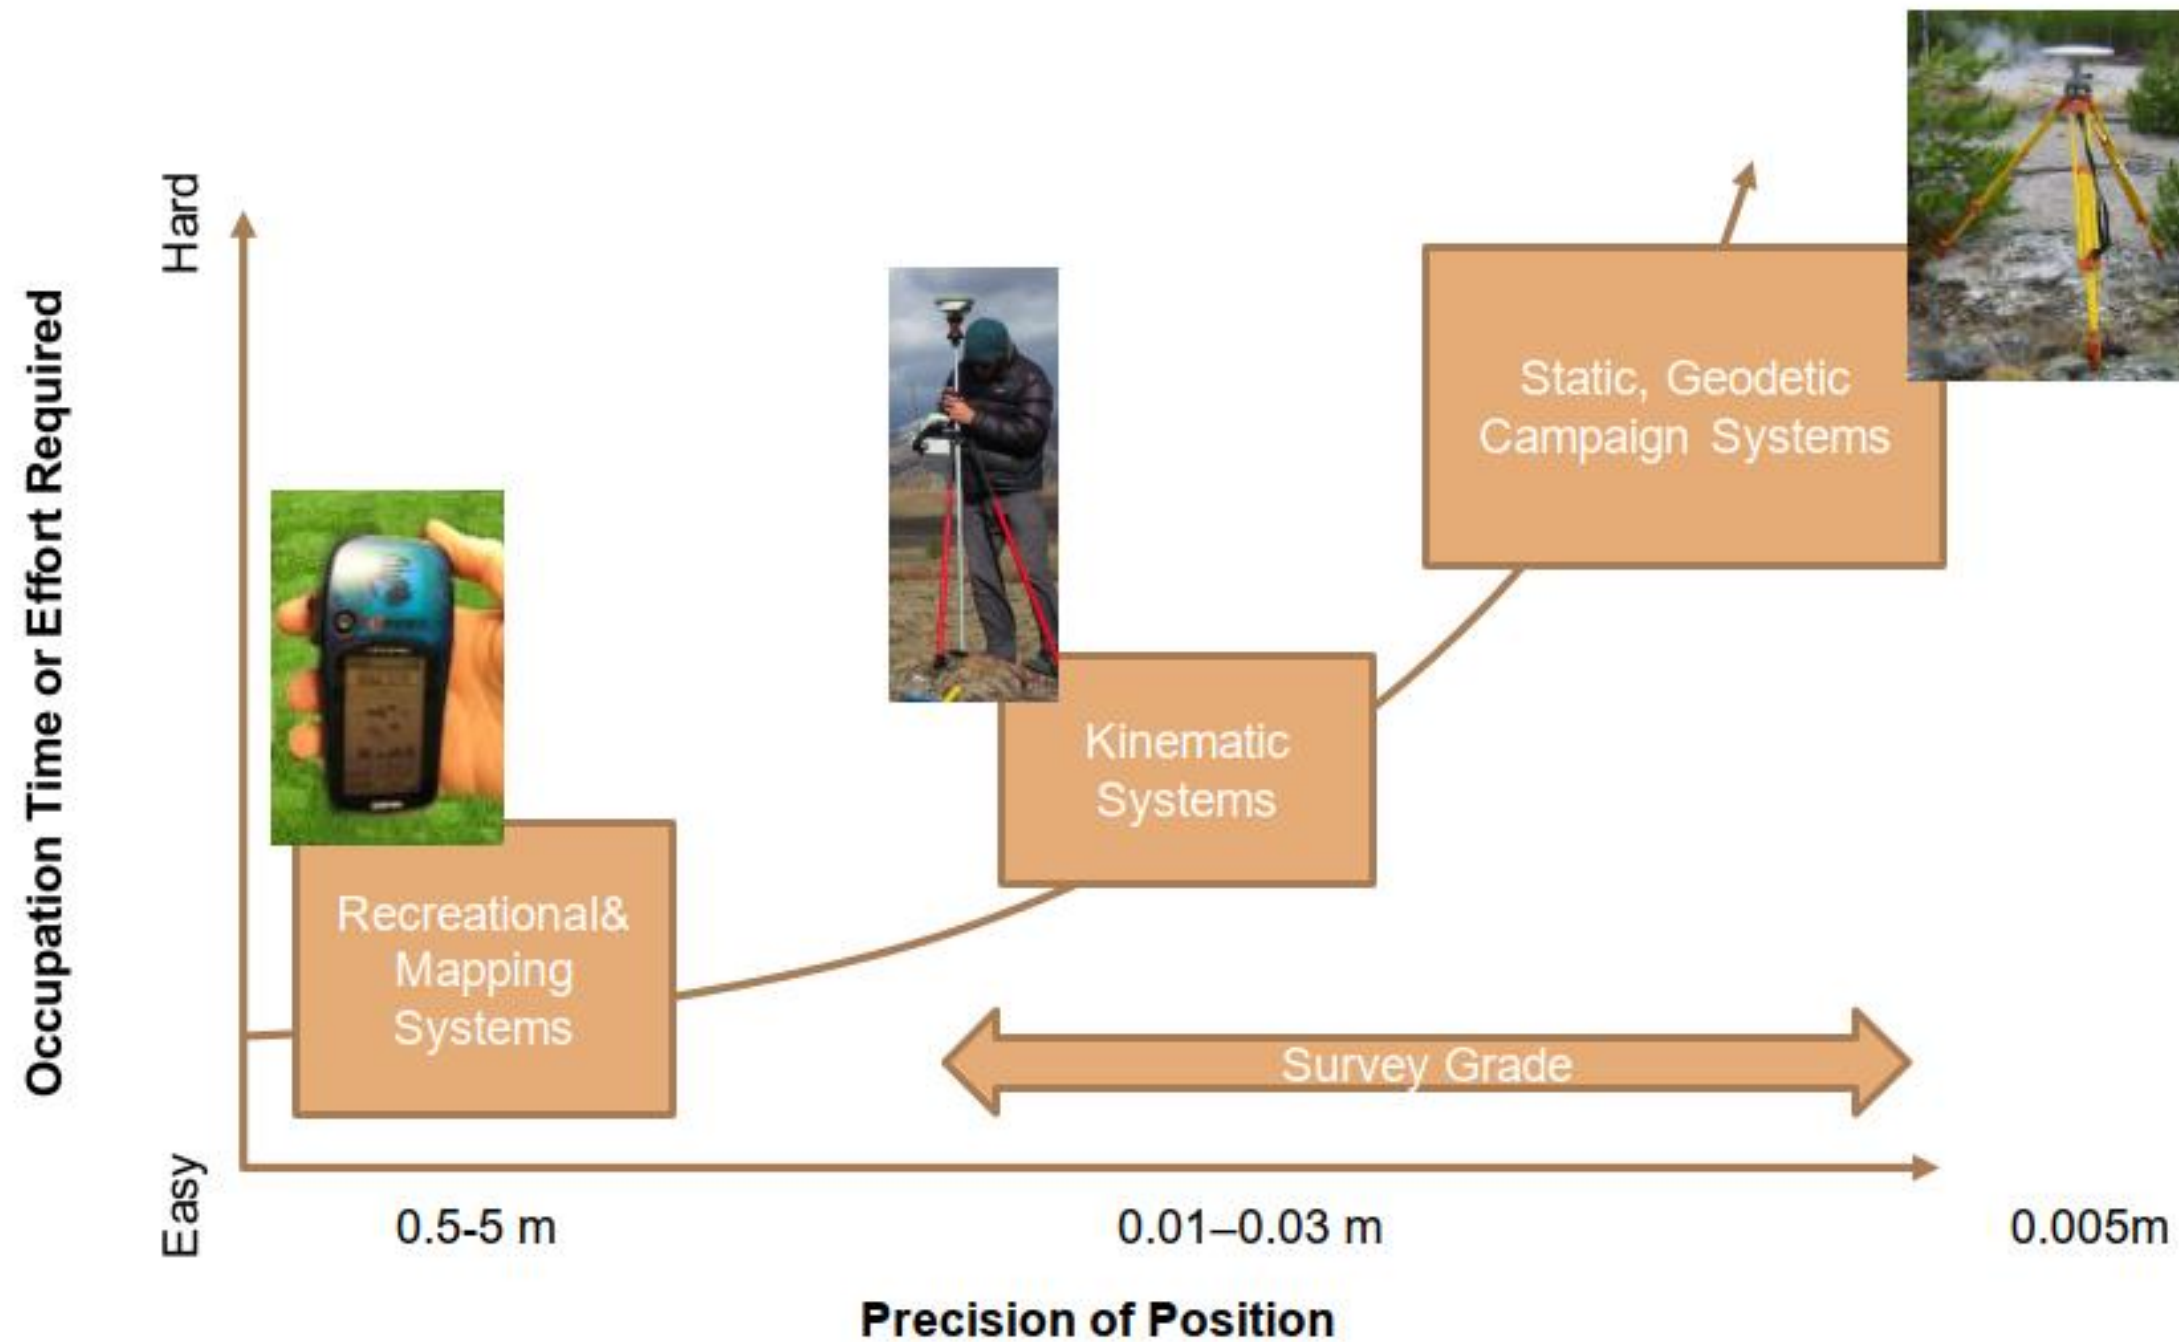 Occupation Time or Effort Required
Hard
Easy
Static, Geodetic
Campaign Systems
Kinematic
Systems
Recreational&
Mapping
Systems
Survey Grade
0.5-5 m
0.01–0.03 m
0.005m
Precision of Position